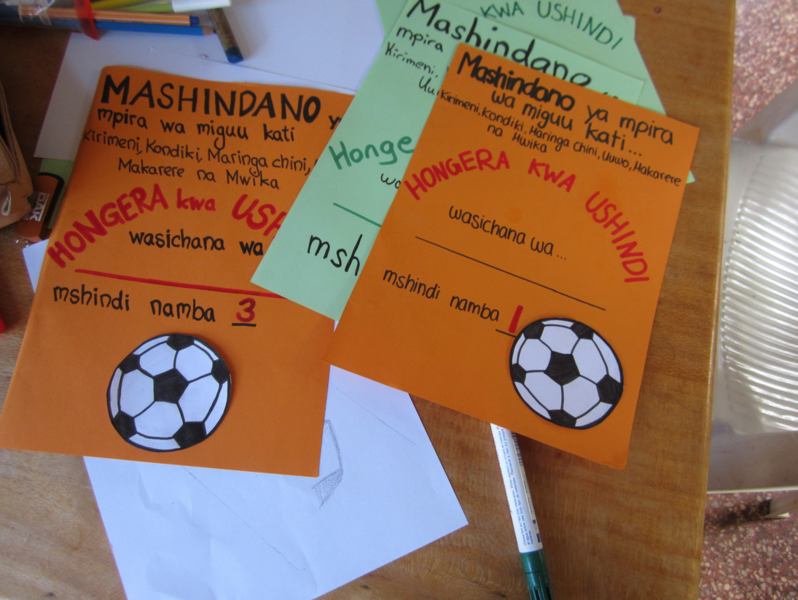 MASHINDANO
mpira wa miguu kati
Kirimeni, Kondiki, Maringa chini,
Makarere na Mwika
HONGERA kwa
wasichana wa
mshindi namba 3
KWA USHINDI
Mashindano
mpira
Kirimeni,
Honge
msh
Mashindano ya mpira
wa miguu kati...
Kirimeni, Kondiki, Maringa Chini, Uuwo, Makarere
na Mwika
HONGERA KWA USHINDI
wasichana wa...
mshindi namba 1